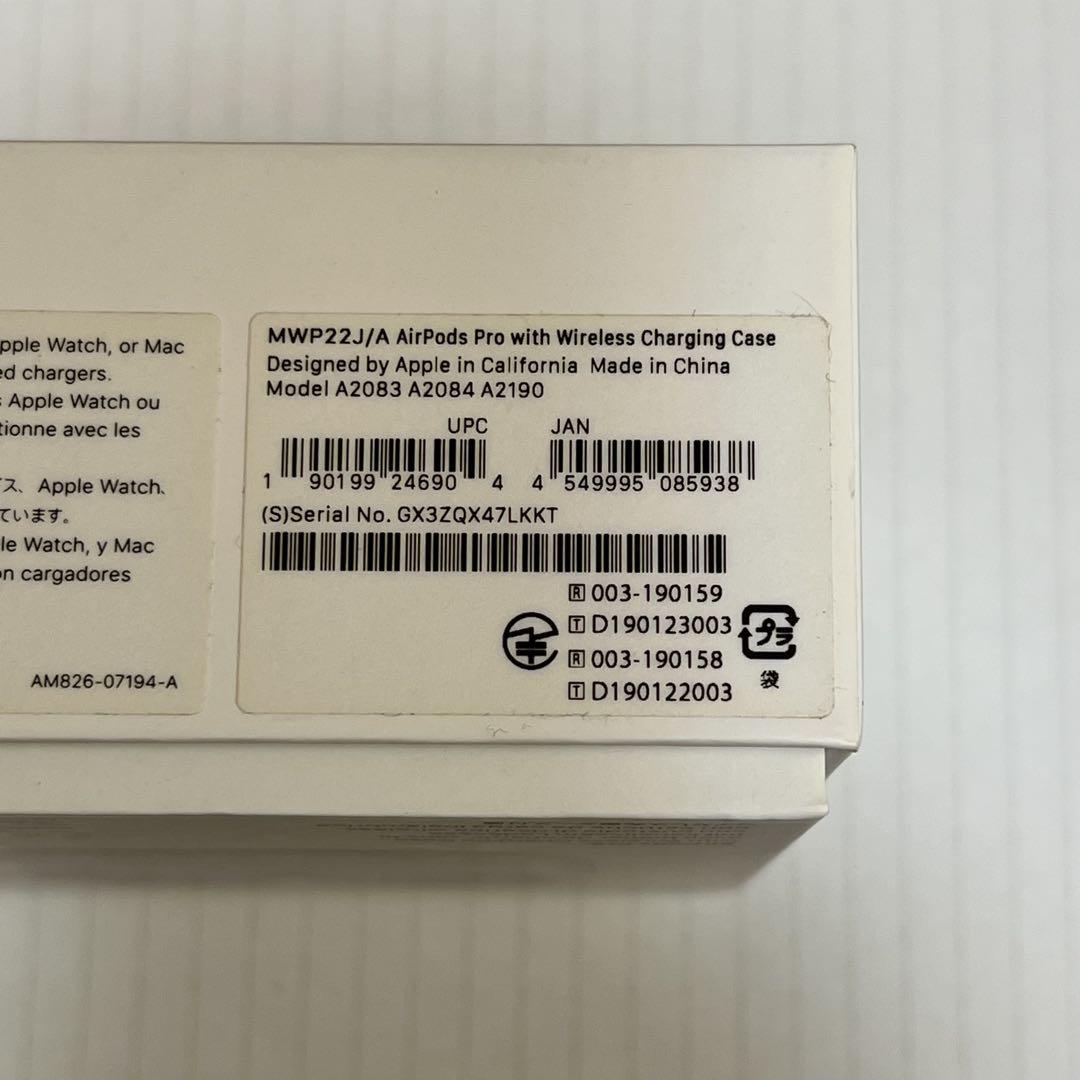 pple Watch, or Mac
ed chargers.
s Apple Watch ou
tionne avec les
ス、Apple Watch、
ています。
le Watch, y Mac
on cargadores
AM826-07194-A
MWP22J/A AirPods Pro with Wireless Charging Case
Designed by Apple in California Made in China
Model A2083 A2084 A2190
UPC JAN
1 90199 24690 4 4 549995 085938
(S)Serial No. GX3ZQX47LKKT
R 003-190159
T D190123003
R 003-190158
T D190122003
プラ
袋